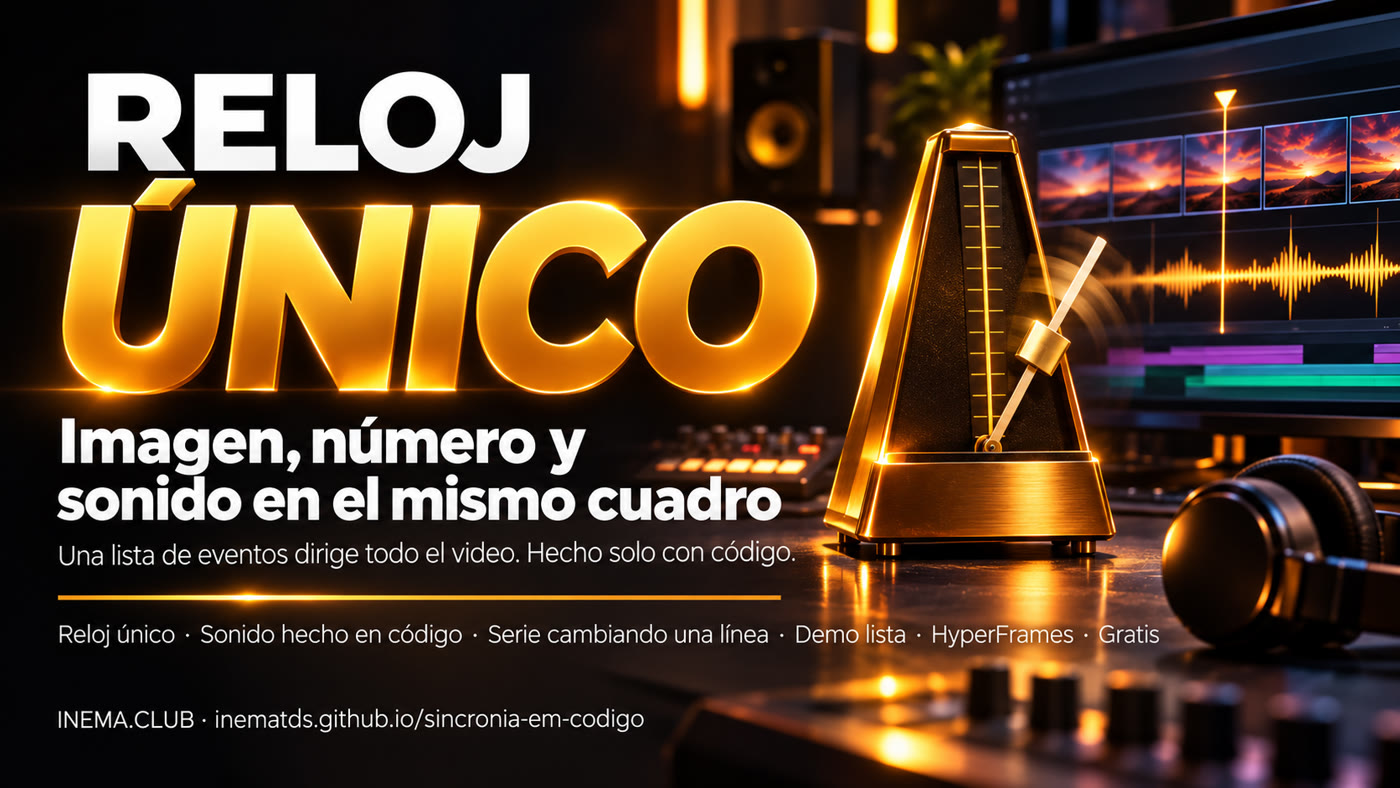 RELOJ
ÚNICO
Imagen, número y
sonido en el mismo cuadro
Una lista de eventos dirige todo el video. Hecho solo con código.
Reloj único · Sonido hecho en código · Serie cambiando una línea · Demo lista · HyperFrames · Gratis
INEMA.CLUB · inematds.github.io/sincronia-em-codigo